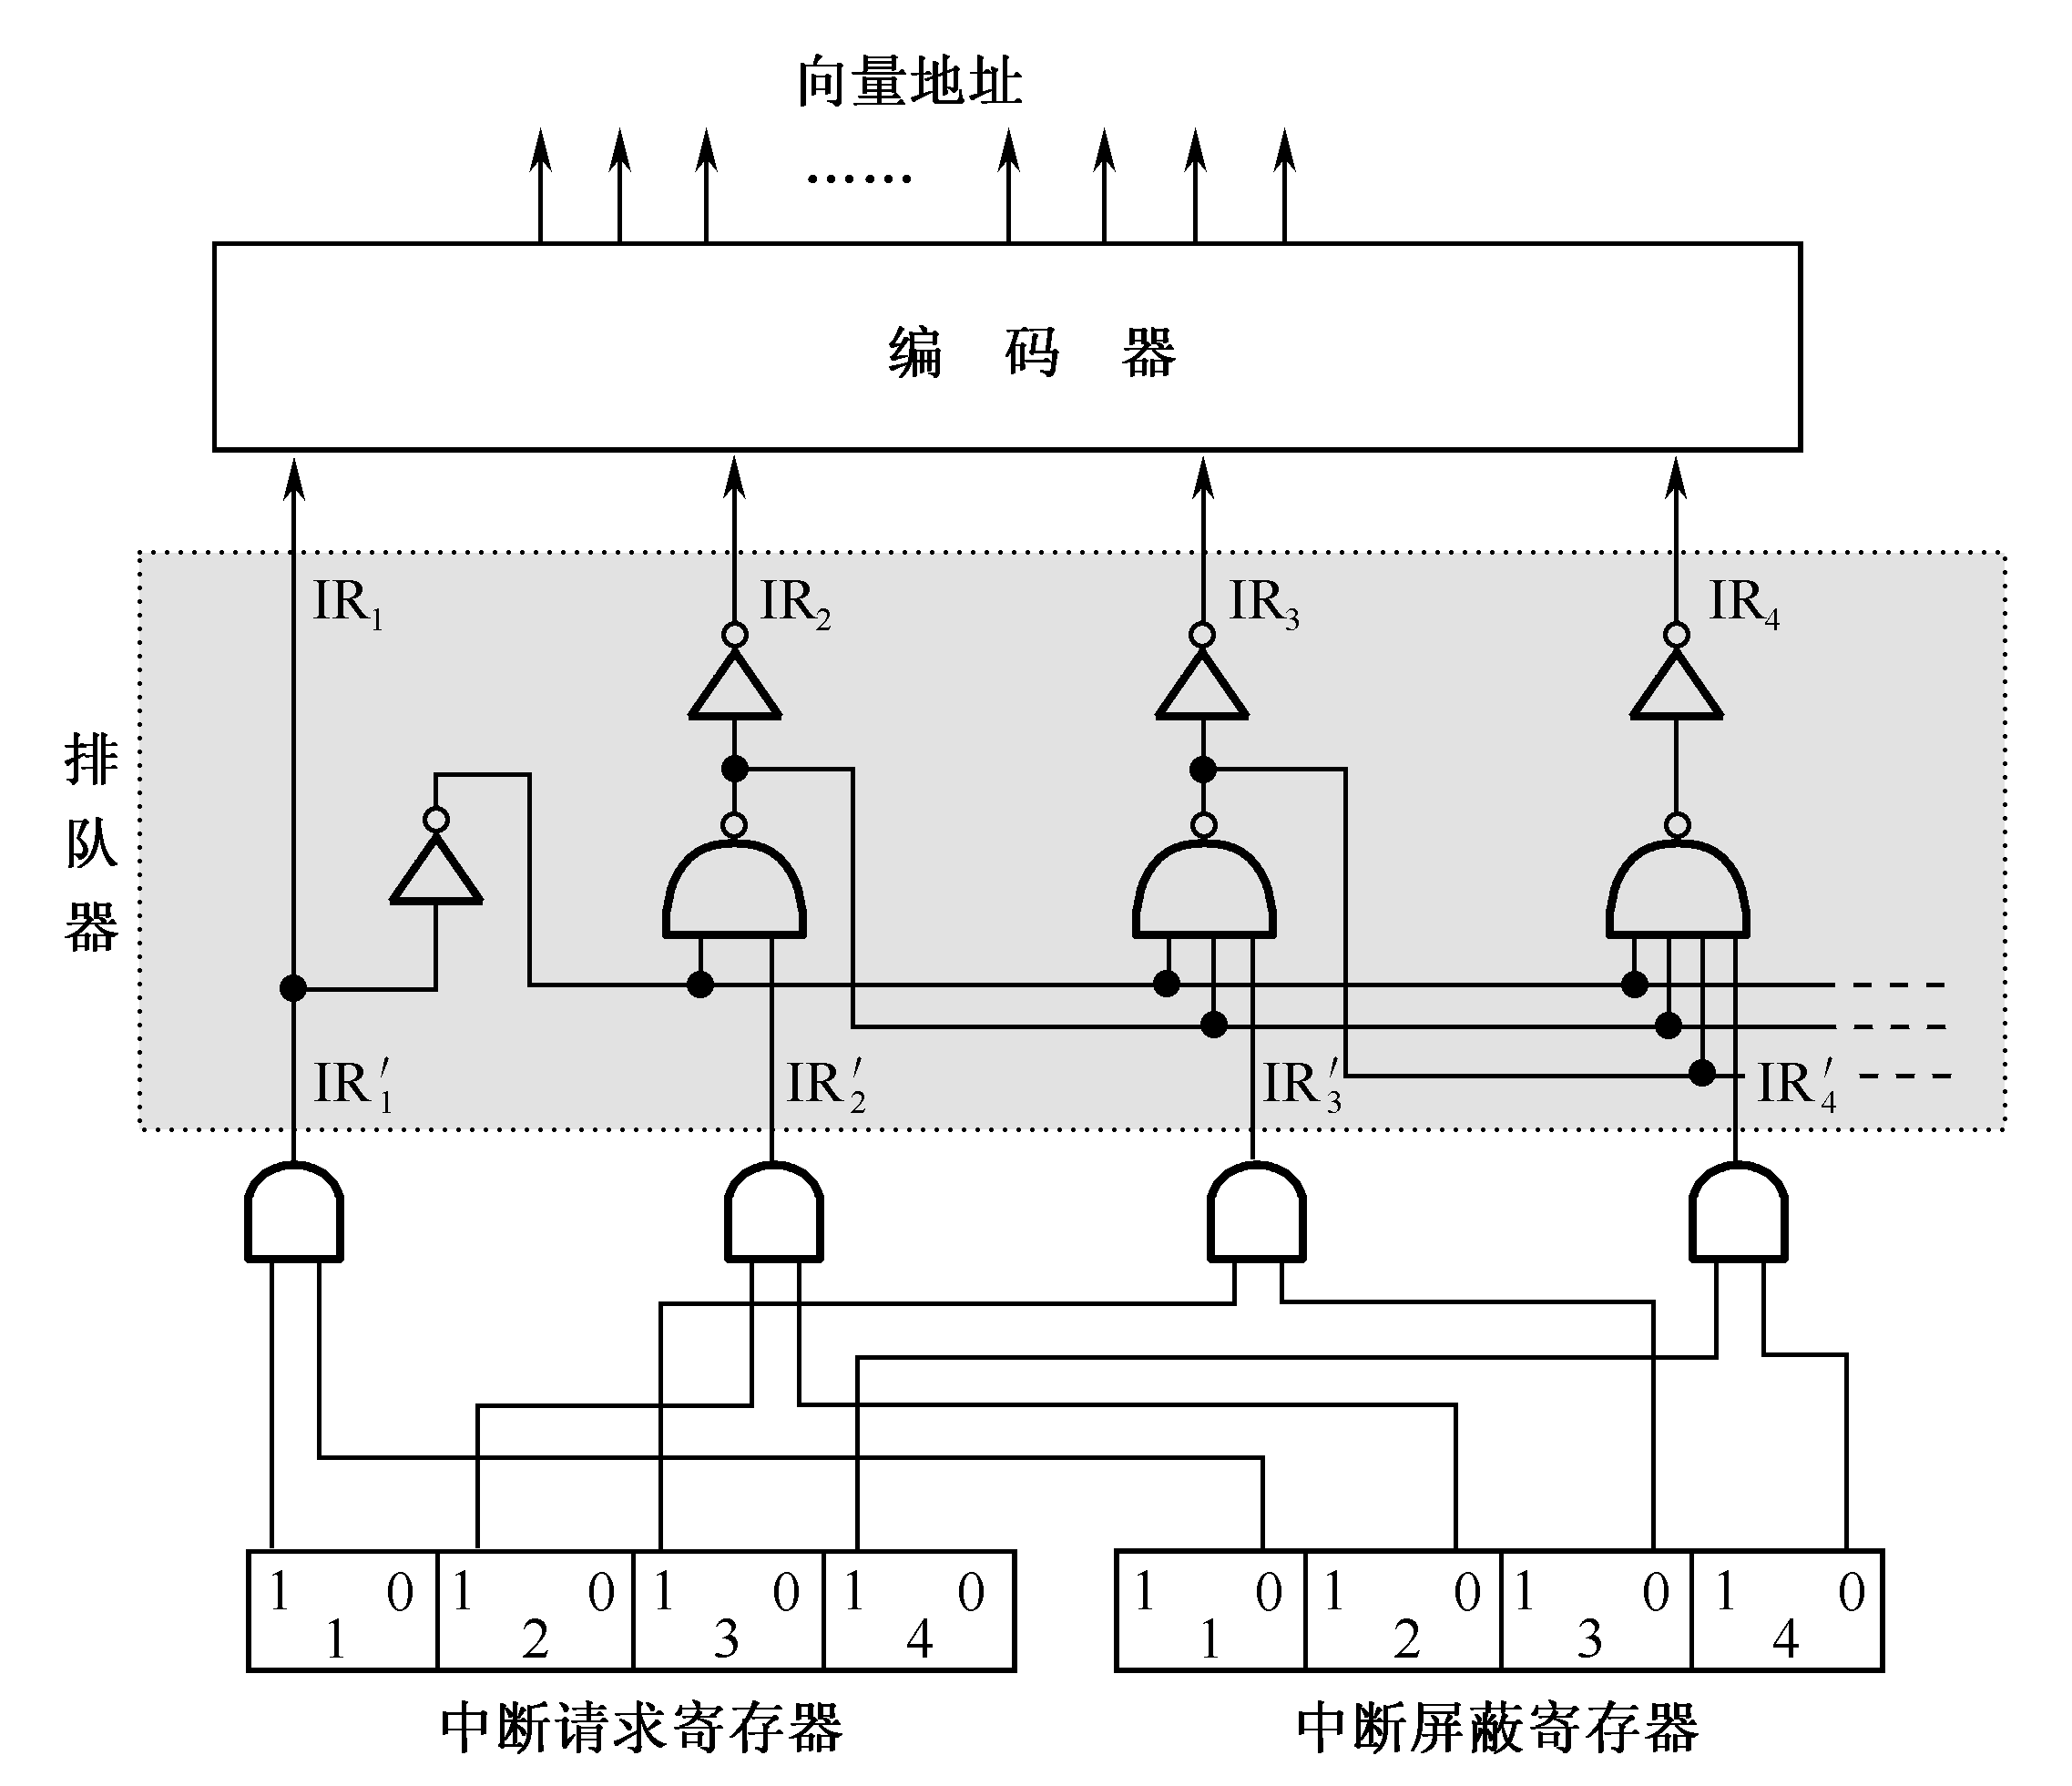 向量地址
……
编码器
IR₁ IR₂ IR₃ IR₄
排队器
IR′₁ IR′₂ IR′₃ IR′₄
1 0 1 0 1 0 1 0 1 0 1 0 1 0 1 0
1 2 3 4 1 2 3 4
中断请求寄存器 中断屏蔽寄存器